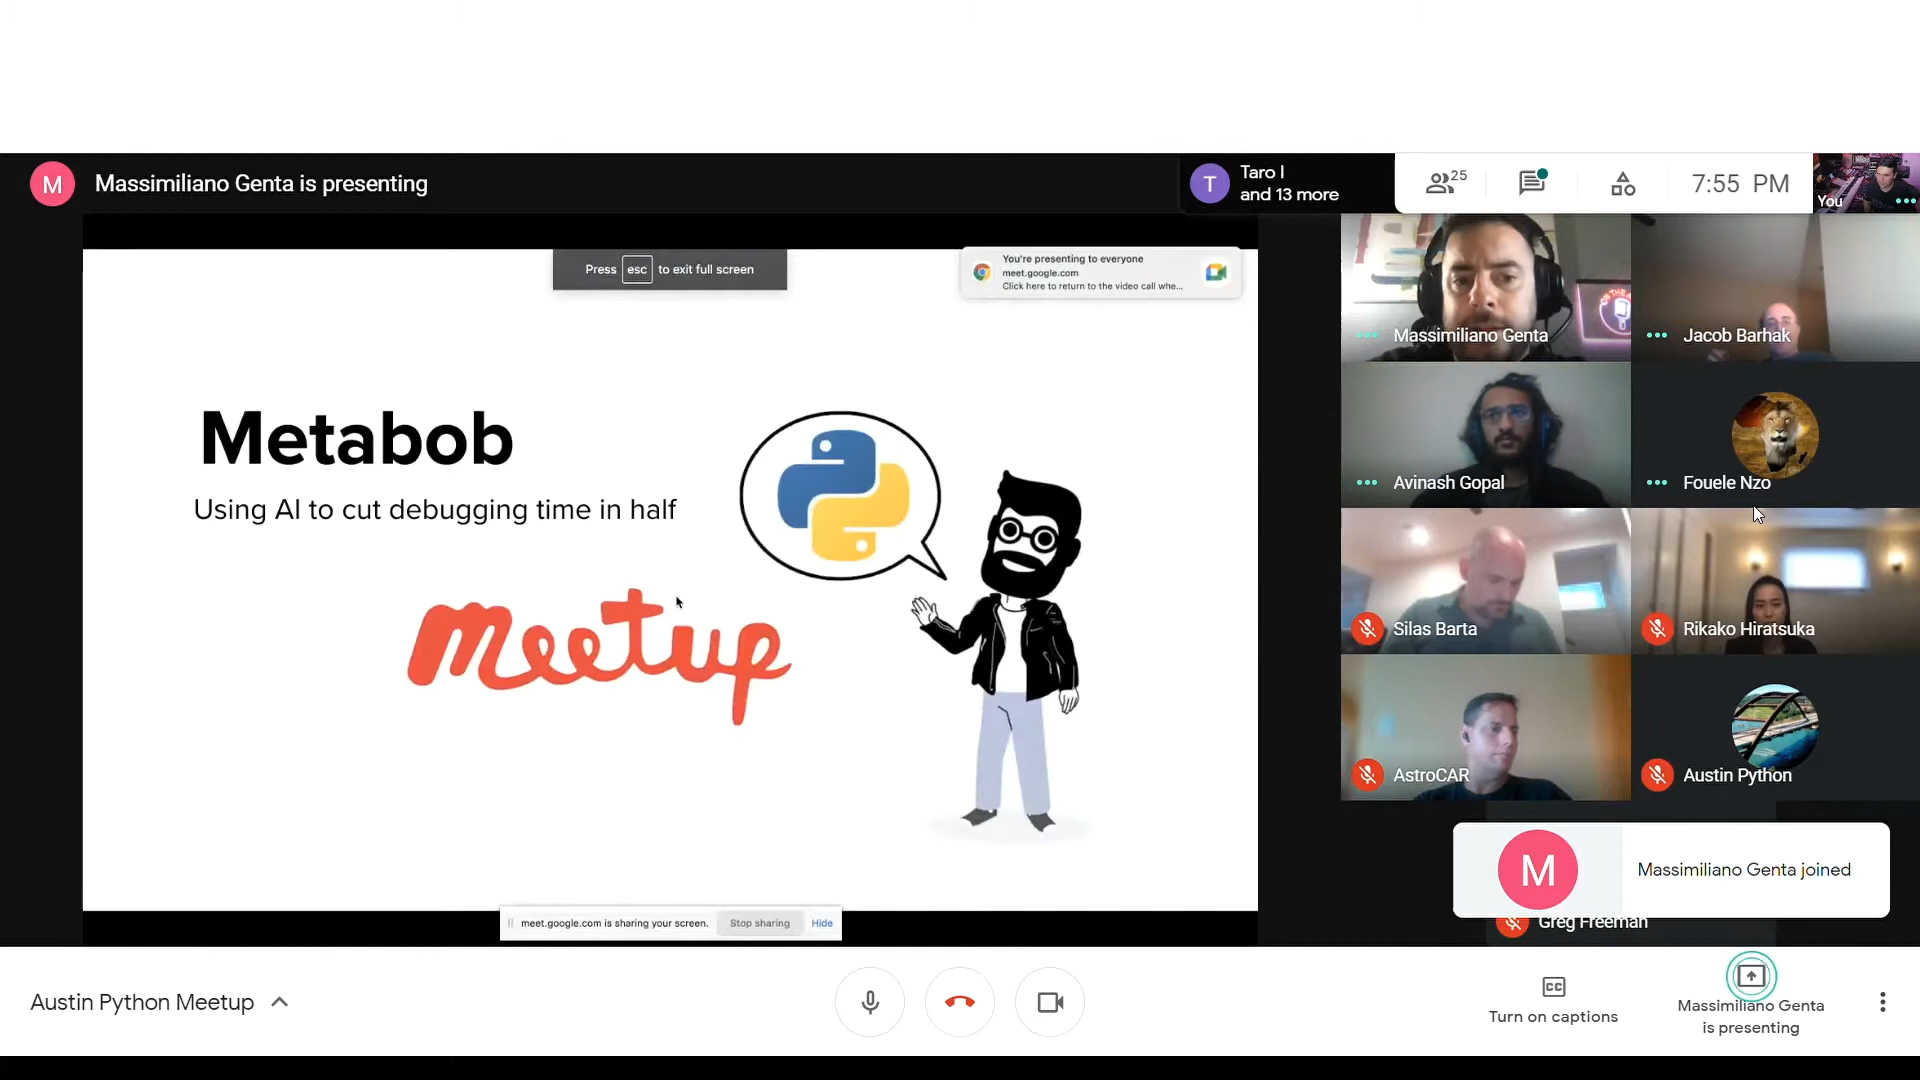 M
Massimiliano Genta is presenting
T
Taro I
and 13 more
25
7:55 PM
You
Press esc to exit full screen
You're presenting to everyone
meet.google.com
Click here to return to the video call whe...
Metabob
Using AI to cut debugging time in half
meetup
Massimiliano Genta
Jacob Barhak
Avinash Gopal
Fouele Nzo
Silas Barta
Rikako Hiratsuka
AstroCAR
Austin Python
M
Massimiliano Genta joined
Greg Freeman
meet.google.com is sharing your screen.
Stop sharing
Hide
Austin Python Meetup
CC
Turn on captions
Massimiliano Genta
is presenting